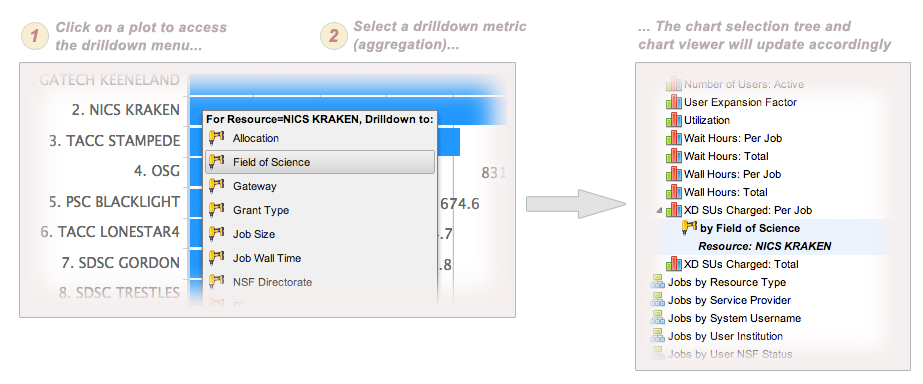 1 Click on a plot to access
the drilldown menu...
2 Select a drilldown metric
(aggregation)...
... The chart selection tree and
chart viewer will update accordingly
GATECH KEENELAND
2. NICS KRAKEN
3. TACC STAMPEDE
4. OSG
5. PSC BLACKLIGHT
6. TACC LONESTAR4
7. SDSC GORDON
8. SDSC TRESTLES
831
674.6
4.7
.8
For Resource=NICS KRAKEN, Drilldown to:
Allocation
Field of Science
Gateway
Grant Type
Job Size
Job Wall Time
NSF Directorate
Number of Users: Active
User Expansion Factor
Utilization
Wait Hours: Per Job
Wait Hours: Total
Wall Hours: Per Job
Wall Hours: Total
XD SUs Charged: Per Job
by Field of Science
Resource: NICS KRAKEN
XD SUs Charged: Total
Jobs by Resource Type
Jobs by Service Provider
Jobs by System Username
Jobs by User Institution
Jobs by User NSF Status